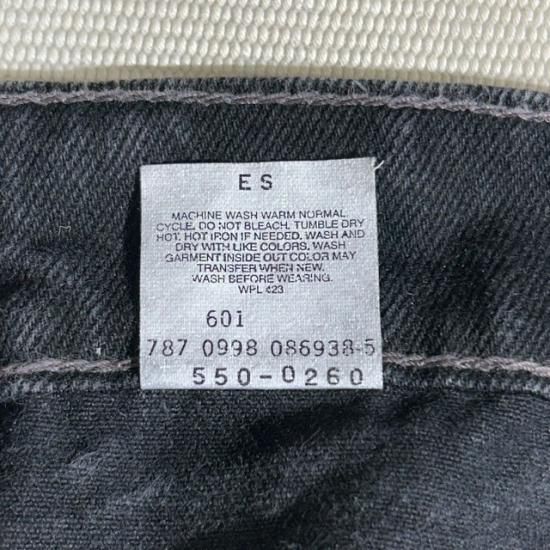 E S
MACHINE WASH WARM NORMAL
CYCLE. DO NOT BLEACH. TUMBLE DRY
HOT. HOT IRON IF NEEDED. WASH AND
DRY WITH LIKE COLORS. WASH
GARMENT INSIDE OUT COLOR MAY
TRANSFER WHEN NEW.
WASH BEFORE WEARING.
WPL 423
601
787 0998 086938-5
550-0260